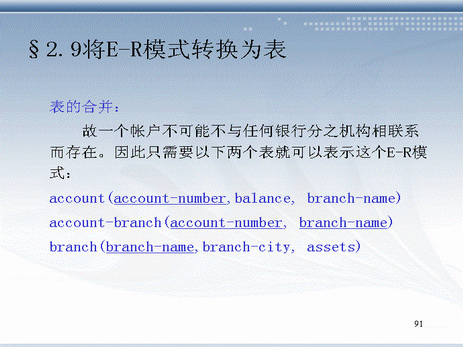 §2.9将E-R模式转换为表
表的合并：
故一个帐户不可能不与任何银行分之机构相联系
而存在。因此只需要以下两个表就可以表示这个E-R模
式：
account(account-number,balance, branch-name)
account-branch(account-number, branch-name)
branch(branch-name,branch-city, assets)
91